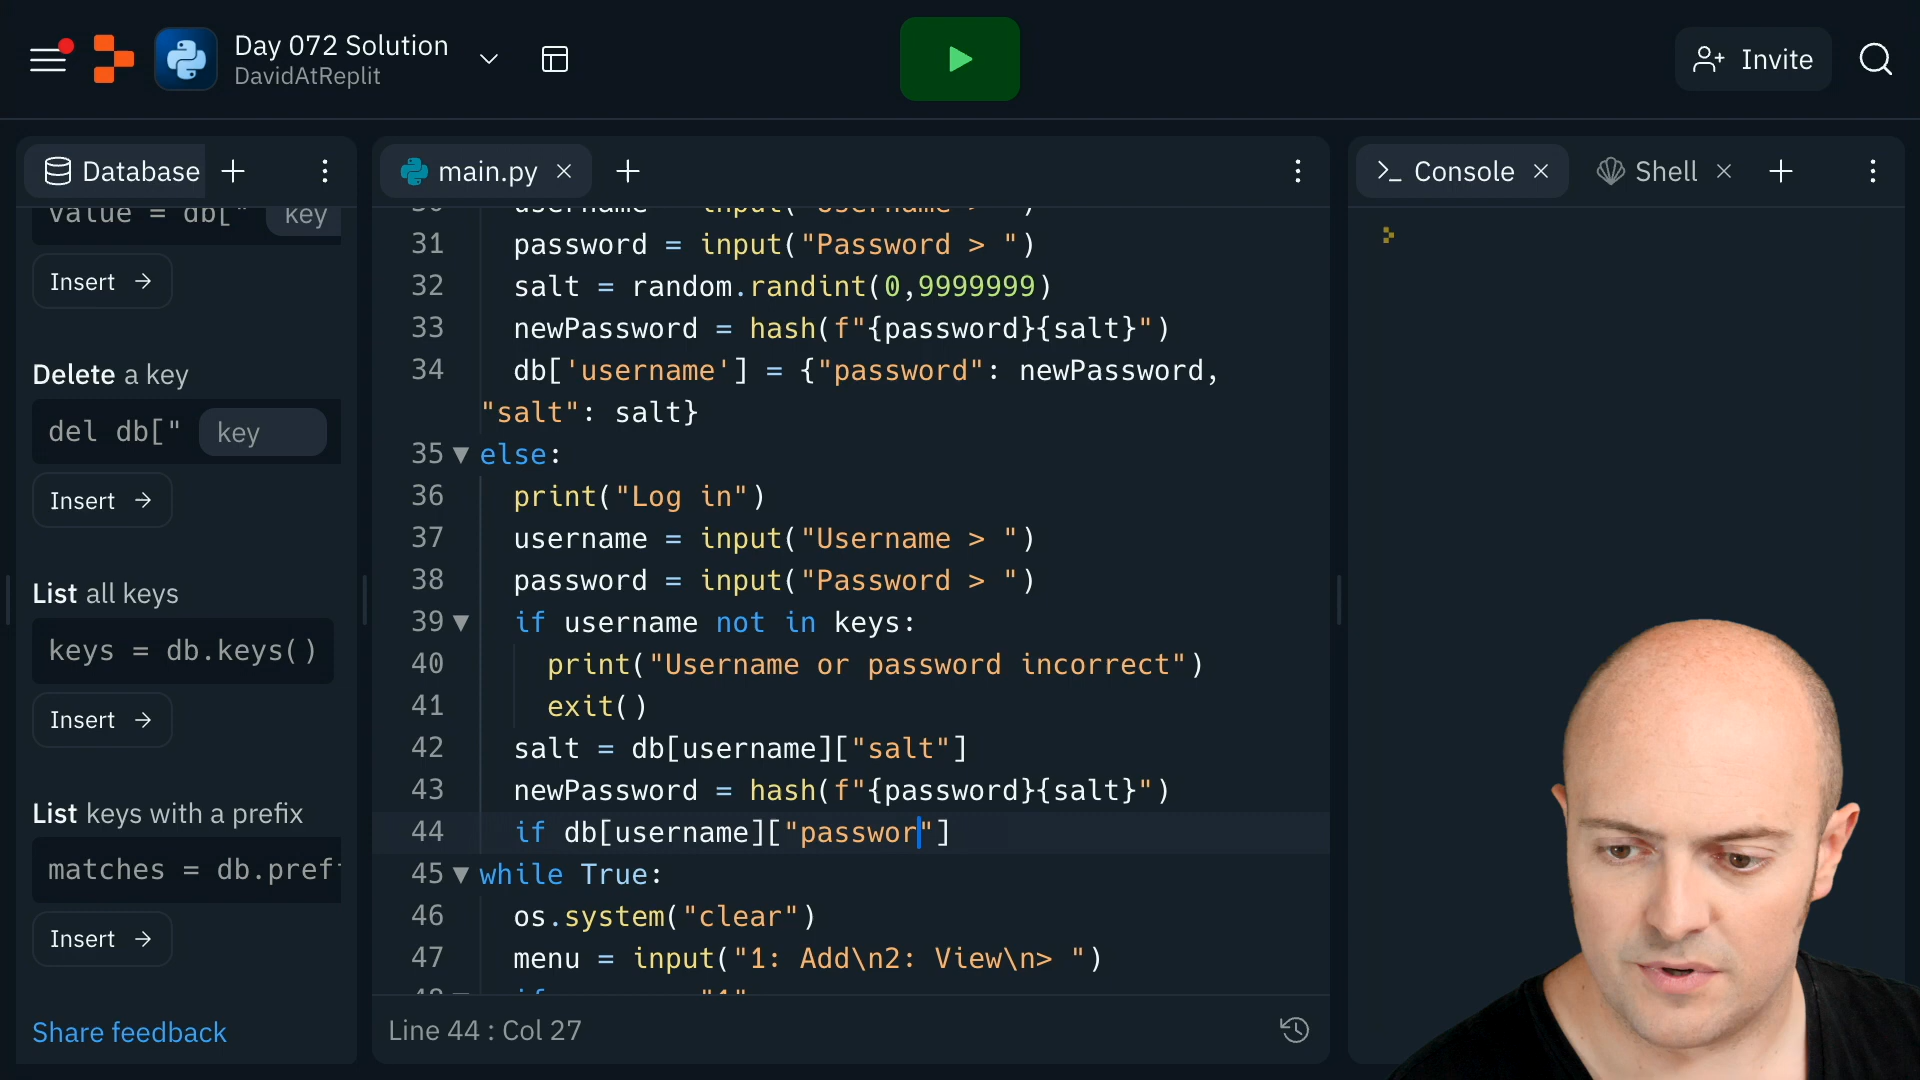 Day 072 Solution
DavidAtReplit
Invite
Database
value = db[" key
Insert →
Delete a key
del db[" key
Insert →
List all keys
keys = db.keys()
Insert →
List keys with a prefix
matches = db.pref
Insert →
Share feedback
main.py
31 password = input("Password > ")
32 salt = random.randint(0,9999999)
33 newPassword = hash(f"{password}{salt}")
34 db['username'] = {"password": newPassword,
"salt": salt}
35 else:
36 print("Log in")
37 username = input("Username > ")
38 password = input("Password > ")
39 if username not in keys:
40 print("Username or password incorrect")
41 exit()
42 salt = db[username]["salt"]
43 newPassword = hash(f"{password}{salt}")
44 if db[username]["passwor"]
45 while True:
46 os.system("clear")
47 menu = input("1: Add\n2: View\n> ")
Line 44 : Col 27
Console
Shell